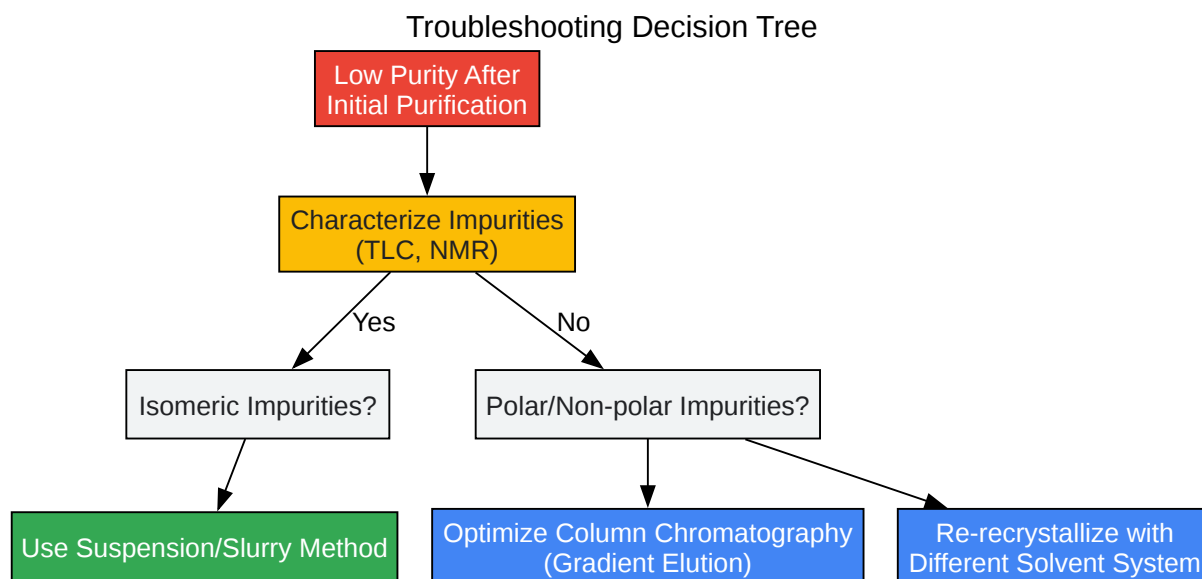 Troubleshooting Decision Tree
Low Purity After
Initial Purification
Characterize Impurities
(TLC, NMR)
Yes
No
Isomeric Impurities?
Polar/Non-polar Impurities?
Use Suspension/Slurry Method
Optimize Column Chromatography
(Gradient Elution)
Re-recrystallize with
Different Solvent System